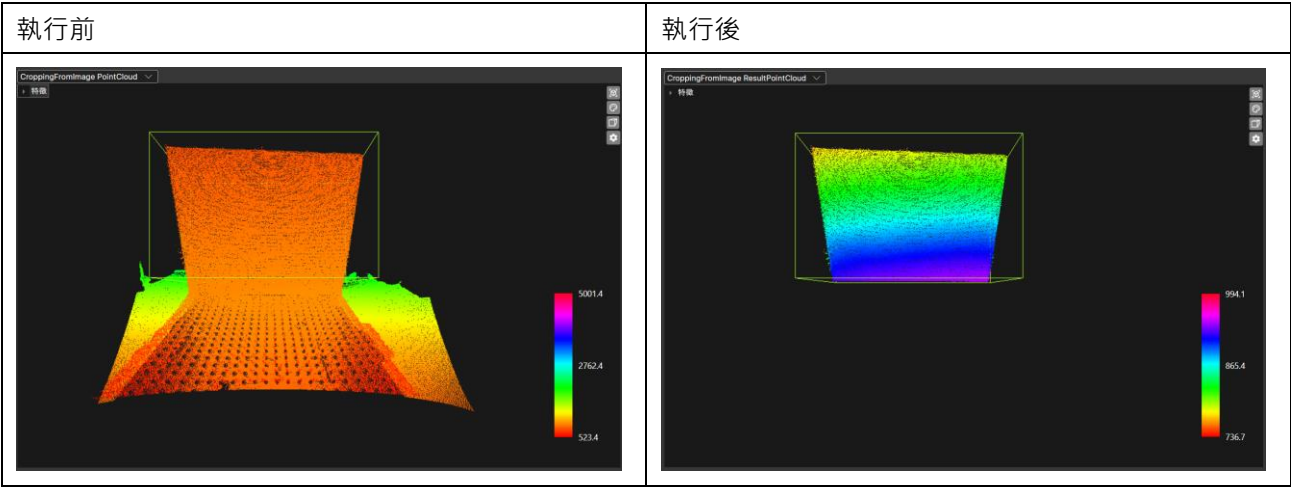 執行前
執行後
CroppingFromImage PointCloud
特徵
5001.4
2762.4
523.4
CroppingFromImage ResultPointCloud
特徵
994.1
865.4
736.7